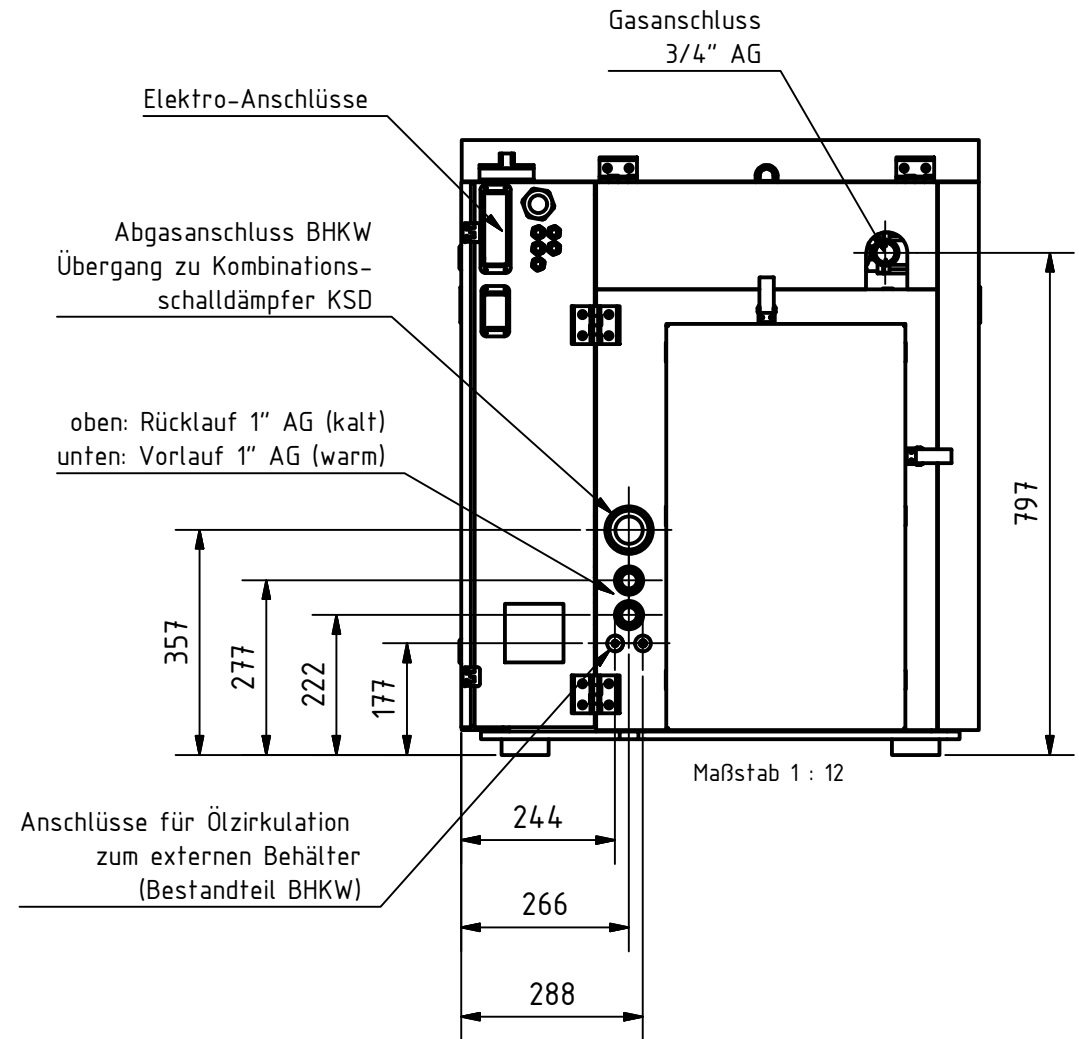 Gasanschluss
3/4" AG
Elektro-Anschlüsse
Abgasanschluss BHKW
Übergang zu Kombinations-
schalldämpfer KSD
oben: Rücklauf 1" AG (kalt)
unten: Vorlauf 1" AG (warm)
797
357
277
222
177
Maßstab 1 : 12
Anschlüsse für Ölzirkulation
zum externen Behälter
(Bestandteil BHKW)
244
266
288